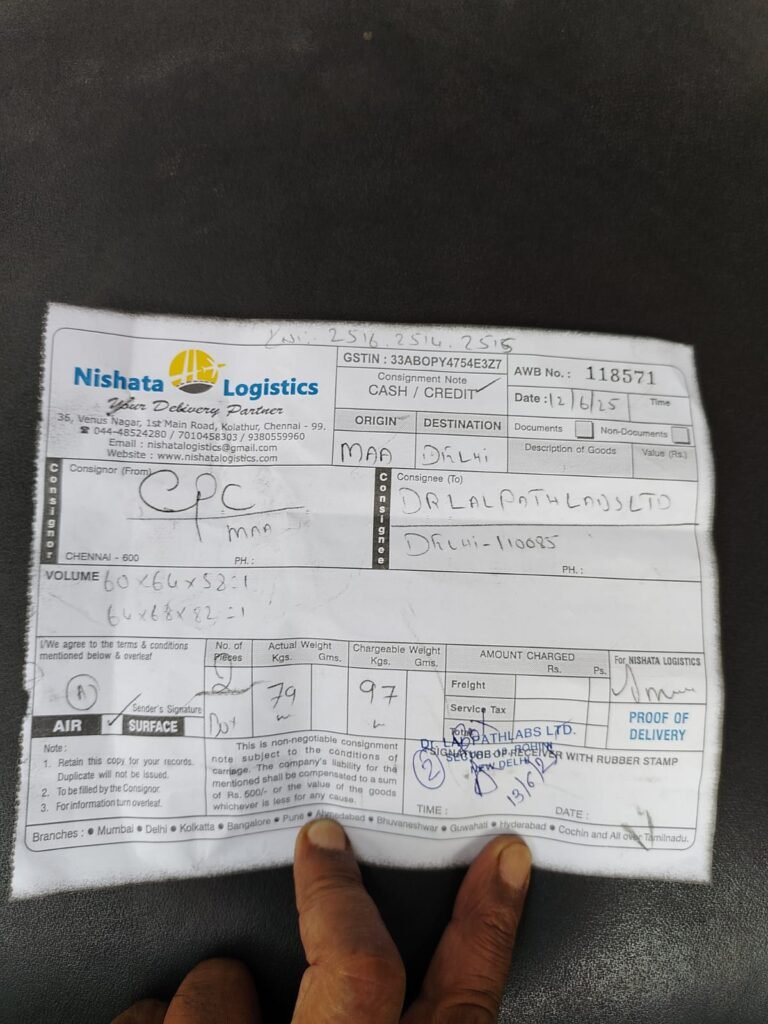 2516. 2514. 2515
Nishata Logistics
Your Delivery Partner
35, Venus Nagar, 1st Main Road, Kolathur, Chennai - 99.
☎ 044-48524280 / 7010458303 / 9380559960
Email : nishatalogistics@gmail.com
Website : www.nishatalogistics.com
GSTIN : 33ABOPY4754E3Z7
Consignment Note
CASH / CREDIT
AWB No. : 118571
Date : 12/6/25 Time
ORIGIN DESTINATION
MAA DELHI
Documents Non-Documents
Description of Goods Value (Rs.)
Consignor
Consignor (From)
CPC
MAA
CHENNAI - 600 PH. :
Consignee
Consignee (To)
DR LAL PATHLABS LTD
DELHI-110085
PH. :
VOLUME 60 x 64 x 52 = 1
64 x 68 x 82 = 1
I/We agree to the terms & conditions
mentioned below & overleaf
A
Sender's Signature
AIR SURFACE
No. of Pieces
2
Box
Actual Weight
Kgs. Gms.
79
Chargeable Weight
Kgs. Gms.
97
AMOUNT CHARGED
Rs. Ps.
Freight
Service Tax
Total
For NISHATA LOGISTICS
PROOF OF
DELIVERY
Note :
1. Retain this copy for your records.
Duplicate will not be issued.
2. To be filled by the Consignor.
3. For information turn overleaf.
This is non-negotiable consignment
note subject to the conditions of
carriage. The company's liability for the
mentioned shall be compensated to a sum
of Rs. 500/- or the value of the goods
whichever is less for any cause.
Dr. LAL PATHLABS LTD.
NEW DELHI
SIGNATURE OF RECEIVER WITH RUBBER STAMP
2
13/6/2
TIME : DATE :
Branches : ● Mumbai ● Delhi ● Kolkatta ● Bangalore ● Pune ● Ahmedabad ● Bhuvaneshwar ● Guwahati ● Hyderabad ● Cochin and All over Tamilnadu.